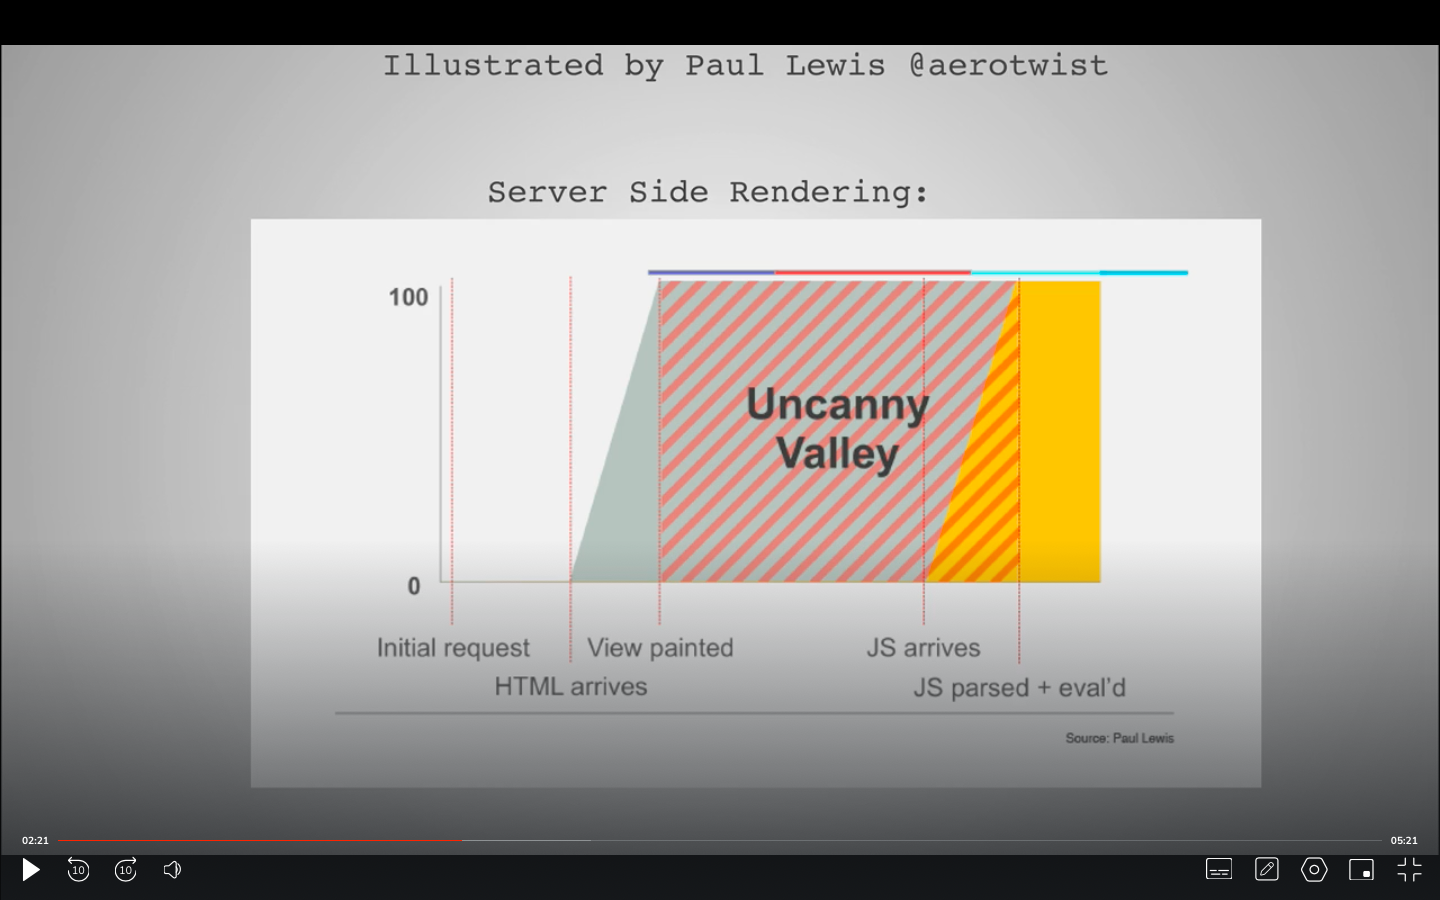 Illustrated by Paul Lewis @aerotwist
Server Side Rendering:
100
Uncanny
Valley
0
Initial request
View painted
JS arrives
HTML arrives
JS parsed + eval'd
Source: Paul Lewis
02:21
05:21
10
10